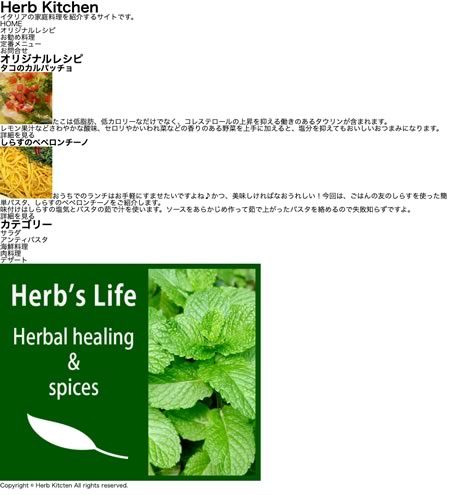 Herb Kitchen
イタリアの家庭料理を紹介するサイトです。
HOME
オリジナルレシピ
お勧め料理
定番メニュー
お問合せ
オリジナルレシピ
タコのカルパッチョ
たこは低脂肪、低カロリーなだけでなく、コレステロールの上昇を抑える働きのあるタウリンが含まれます。
レモン果汁などさわやかな酸味、セロリやかいわれ菜などの香りのある野菜を上手に加えると、塩分を抑えてもおいしいおつまみになります。
詳細を見る
しらすのペペロンチーノ
おうちでのランチはお手軽にすませたいですよね♪かつ、美味しければなおうれしい！今回は、ごはんの友のしらすを使った簡
単パスタ、しらすのペペロンチーノをご紹介します。
味付けはしらすの塩気とパスタの茹で汁を使います。ソースをあらかじめ作って茹で上がったパスタを絡めるので失敗知らずですよ。
詳細を見る
カテゴリー
サラダ
アンティパスタ
海鮮料理
肉料理
デザート
Herb's Life
Herbal healing
&
spices
Copyright © Herb Kitcten All rights reserved.